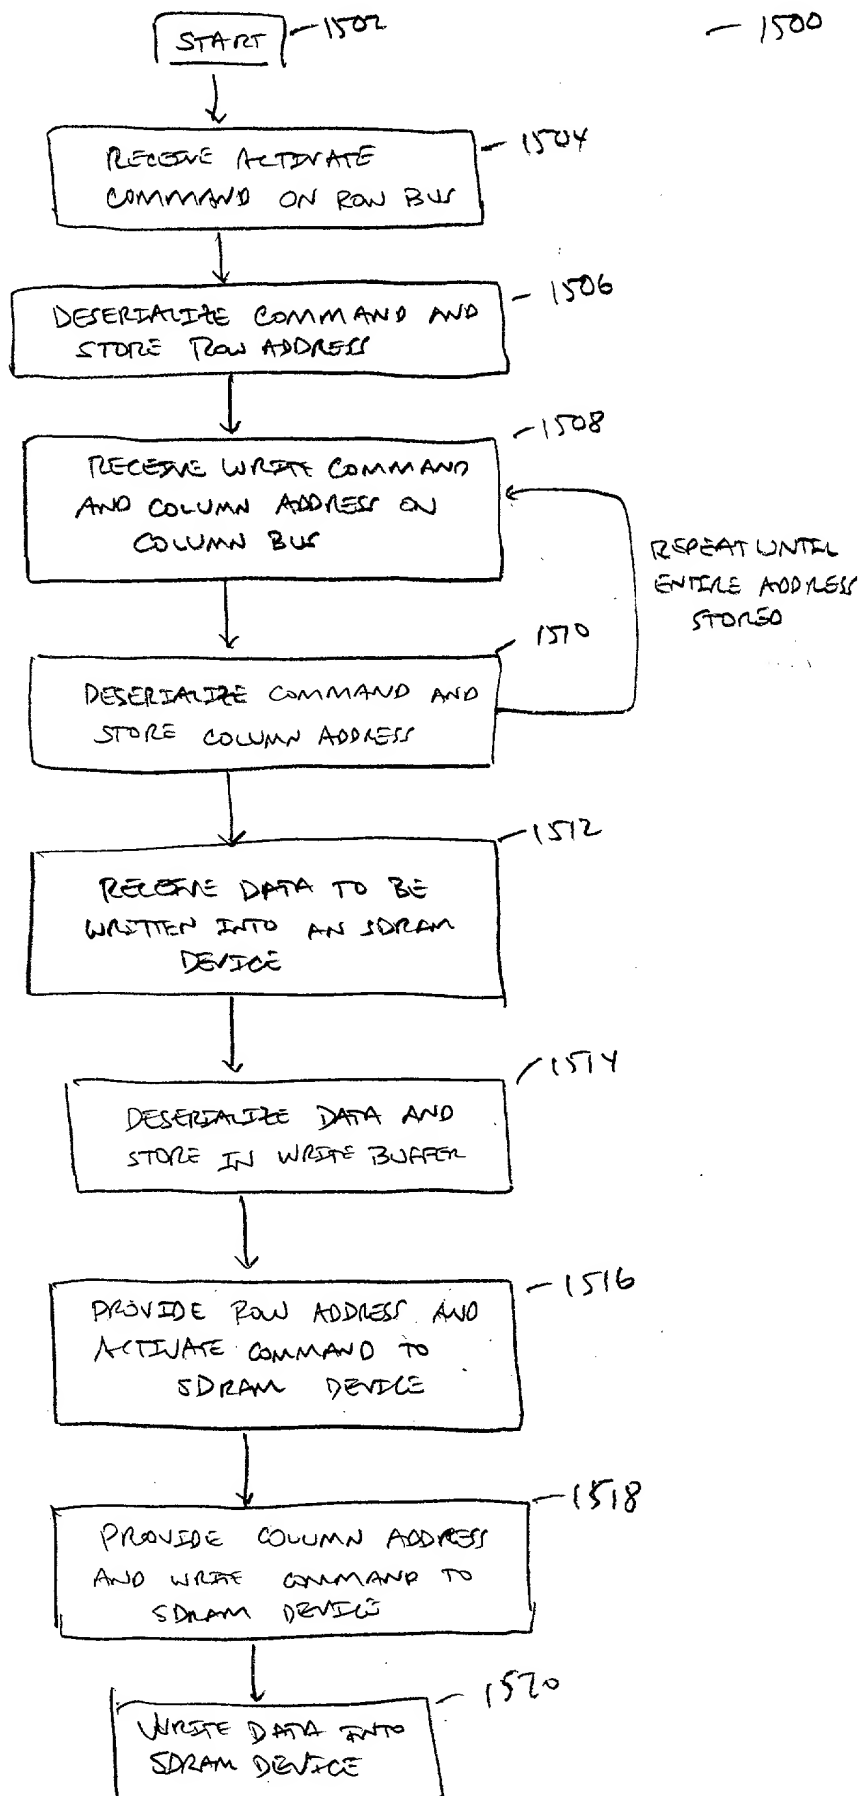 START
1502
1500
RECEIVE ACTIVATE
COMMAND ON ROW BUS
1504
DESERIALIZE COMMAND AND
STORE ROW ADDRESS
1506
RECEIVE WRITE COMMAND
AND COLUMN ADDRESS ON
COLUMN BUS
1508
REPEAT UNTIL
ENTIRE ADDRESS
STORED
DESERIALIZE COMMAND AND
STORE COLUMN ADDRESS
1510
RECEIVE DATA TO BE
WRITTEN INTO AN SDRAM
DEVICE
1512
DESERIALIZE DATA AND
STORE IN WRITE BUFFER
1514
PROVIDE ROW ADDRESS AND
ACTIVATE COMMAND TO
SDRAM DEVICE
1516
PROVIDE COLUMN ADDRESS
AND WRITE COMMAND TO
SDRAM DEVICE
1518
WRITE DATA INTO
SDRAM DEVICE
1520